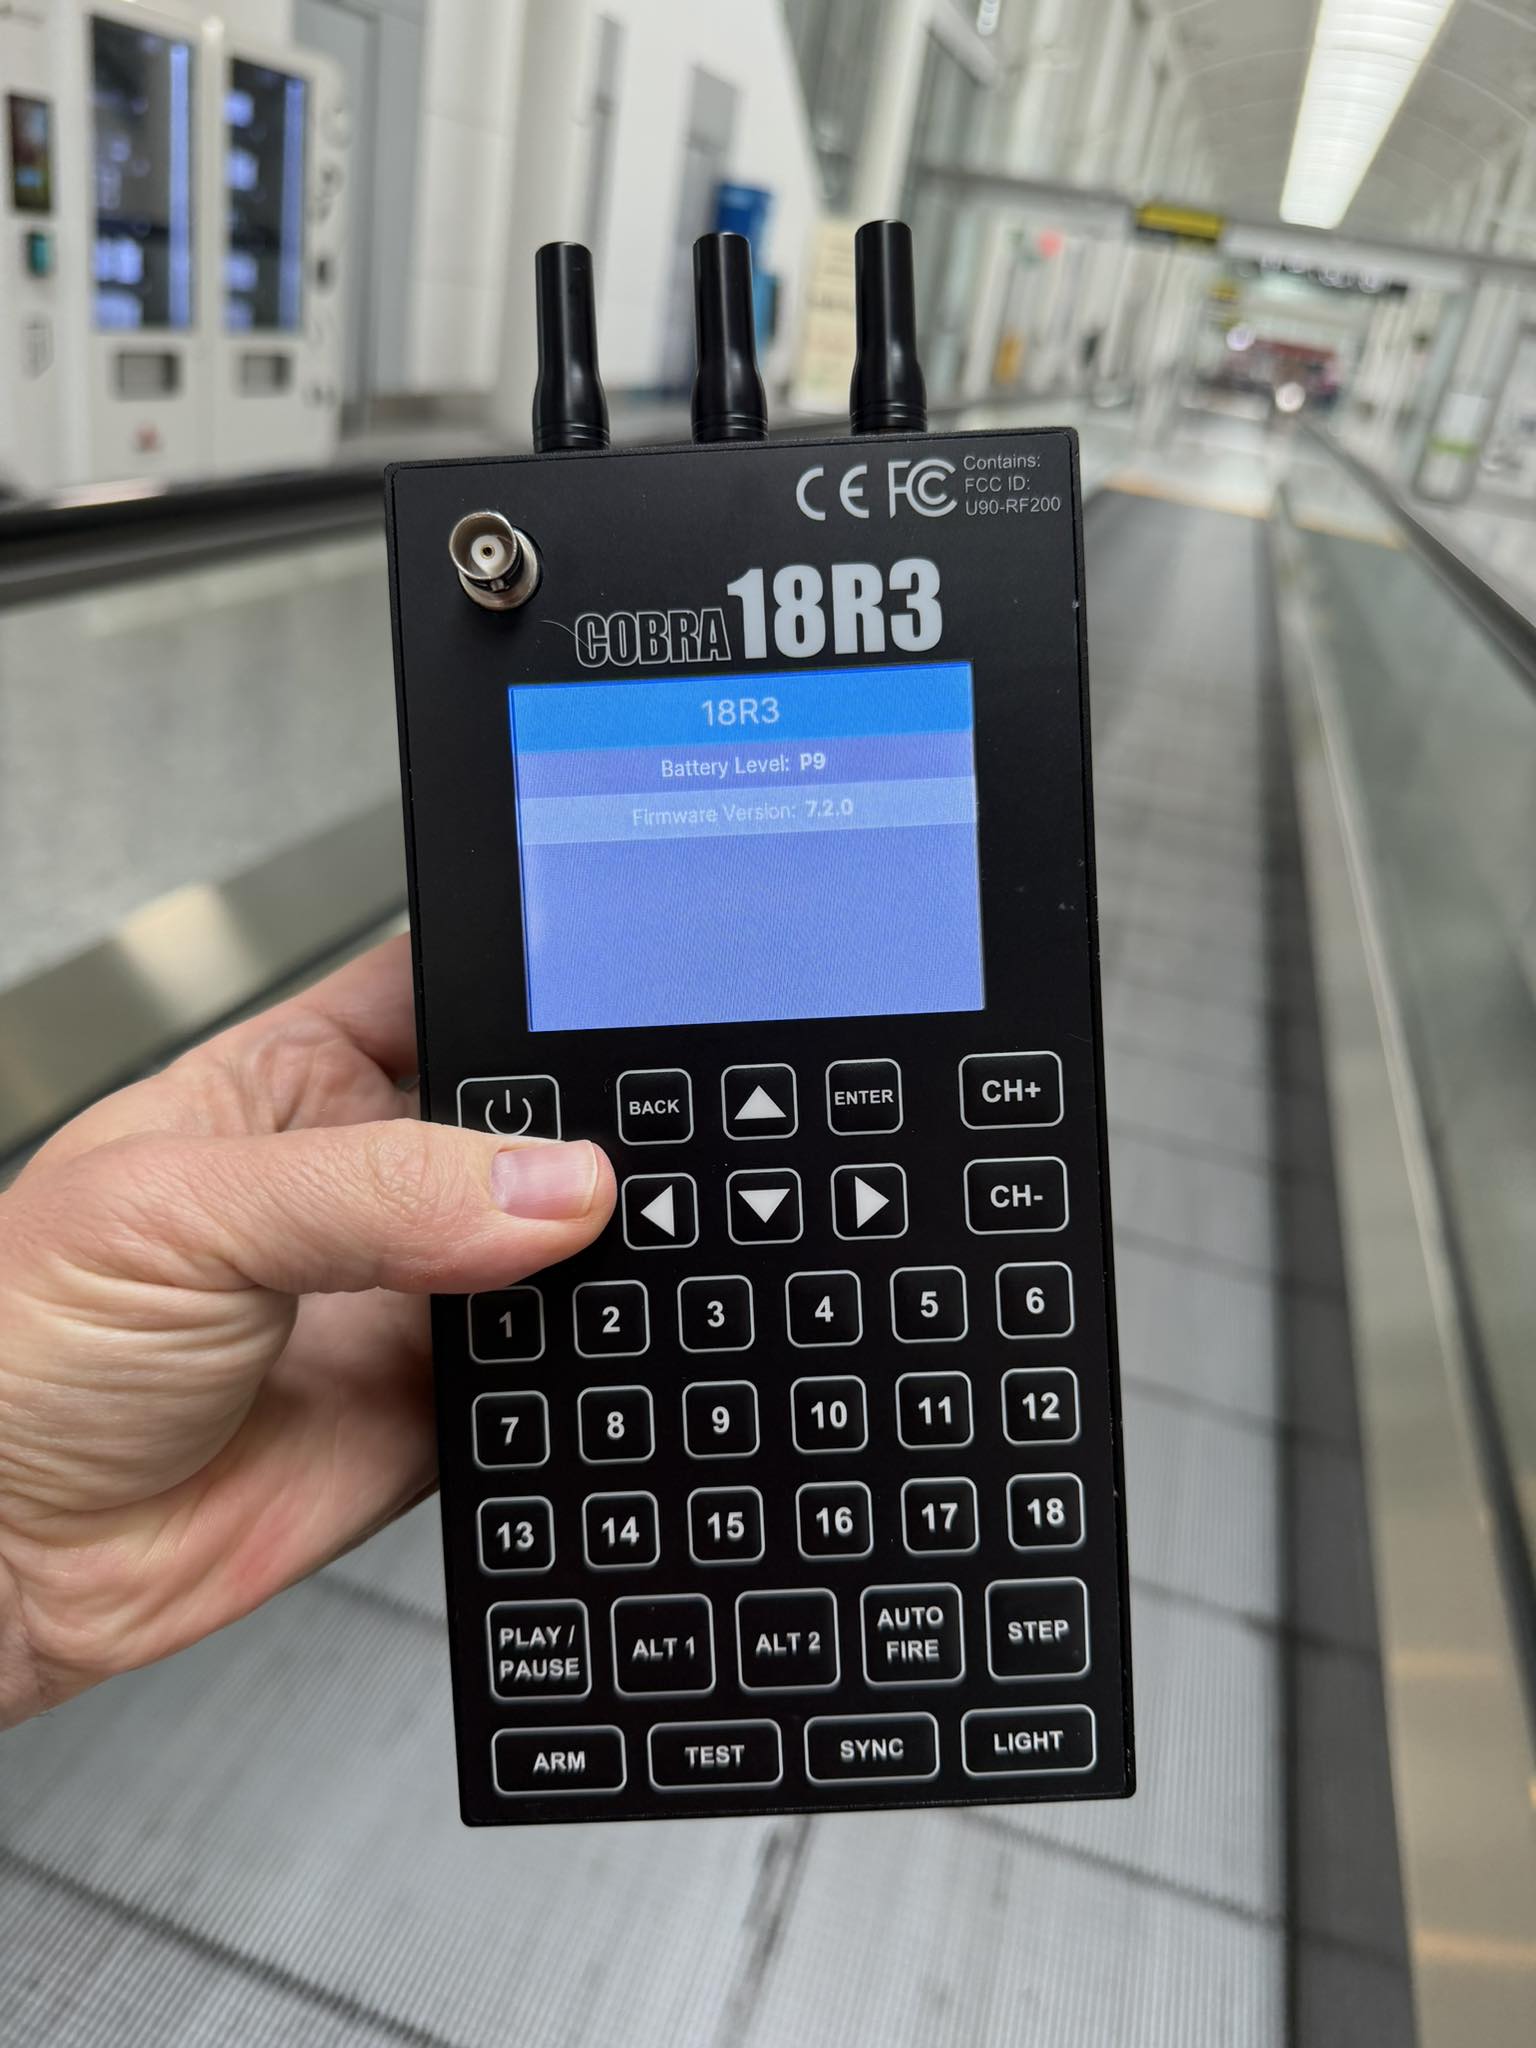 CE FC Contains:
FCC ID:
U90-RF200
COBRA 18R3
18R3
Battery Level: P9
Firmware Version: 7.2.0
BACK
ENTER
CH+
CH-
1 2 3 4 5 6
7 8 9 10 11 12
13 14 15 16 17 18
PLAY /
PAUSE
ALT 1
ALT 2
AUTO
FIRE
STEP
ARM
TEST
SYNC
LIGHT